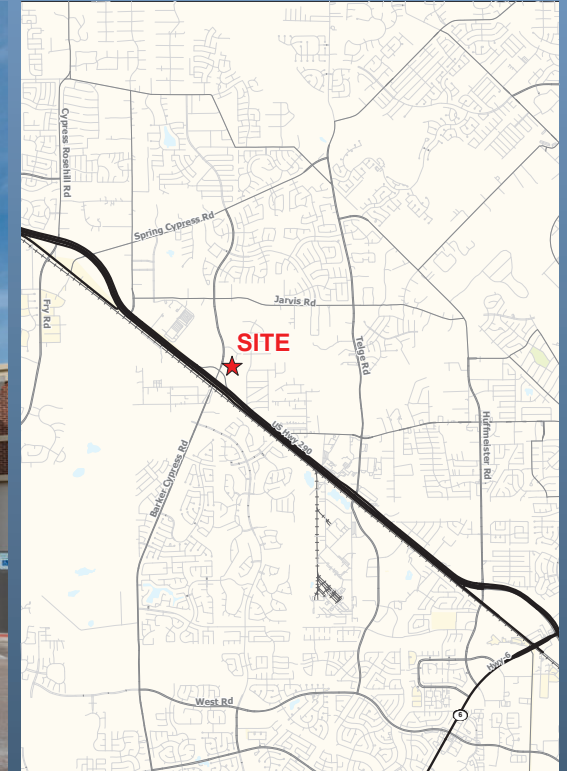 Cypress Rosehill Rd
Spring Cypress Rd
Fry Rd
Jarvis Rd
SITE
Telge Rd
US Hwy 290
Huffmeister Rd
Barker Cypress Rd
Hwy 6
West Rd
6